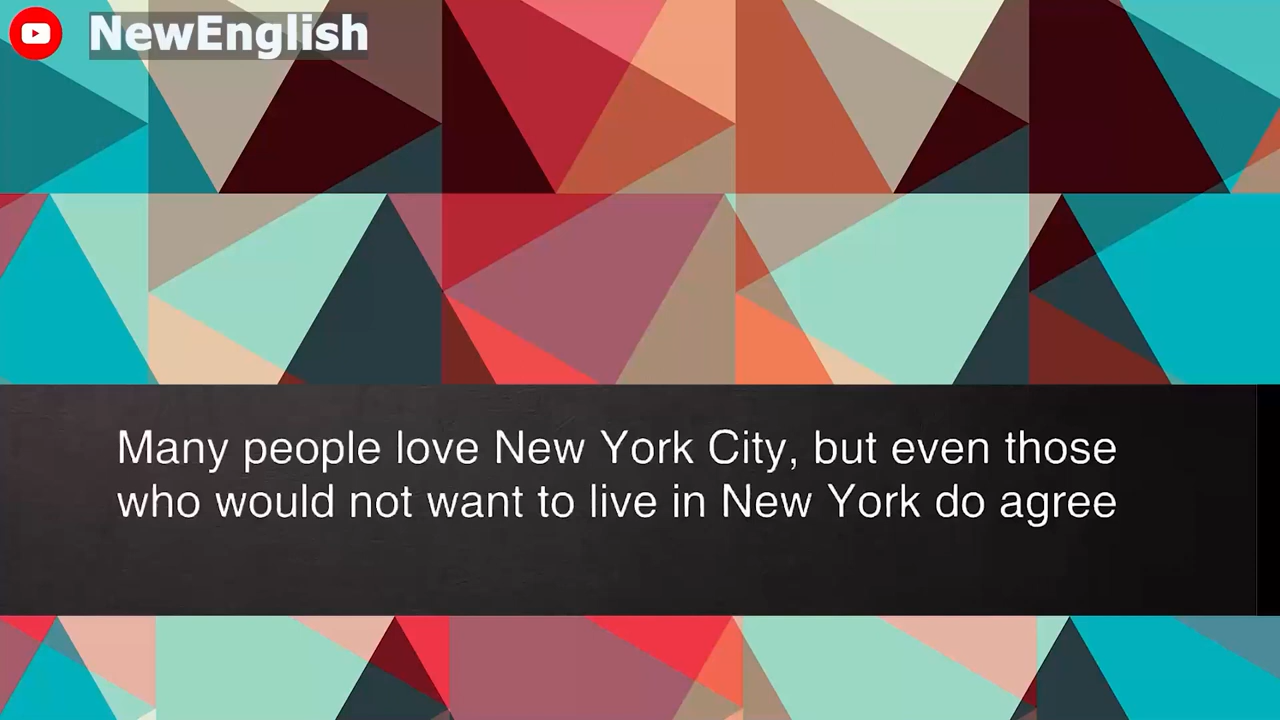 NewEnglish
Many people love New York City, but even those
who would not want to live in New York do agree